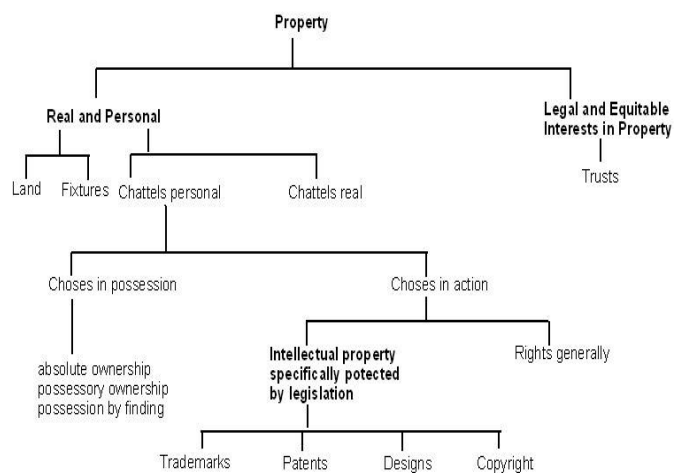 Property
Real and Personal
Legal and Equitable
Interests in Property
Land
Fixtures
Chattels personal
Chattels real
Trusts
Choses in possession
Choses in action
absolute ownership
possessory ownership
possession by finding
Intellectual property
specifically potected
by legislation
Rights generally
Trademarks
Patents
Designs
Copyright